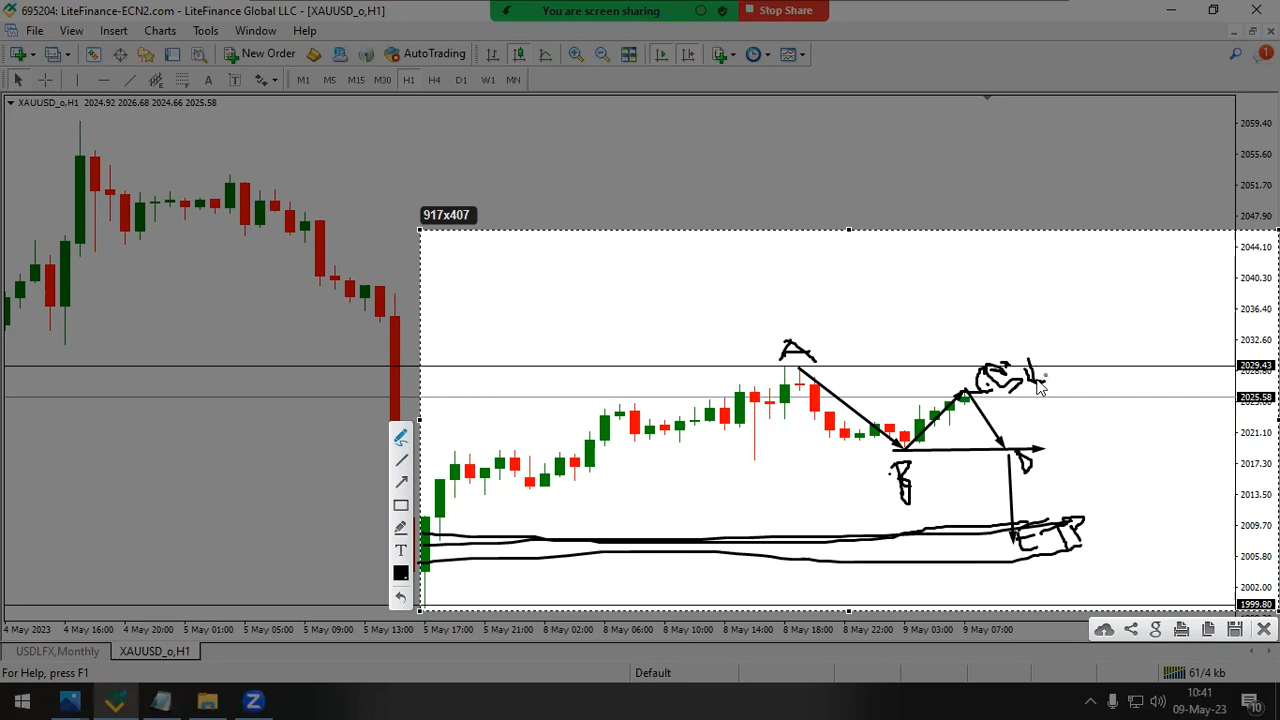 695204: LiteFinance-ECN2.com - LiteFinance Global LLC - [XAUUSD_o,H1]
You are screen sharing
Stop Share
File View Insert Charts Tools Window Help
1
New Order
AutoTrading
A T
M1 M5 M15 M30 H1 H4 D1 W1 MN
XAUUSD_o,H1 2024.92 2026.68 2024.66 2025.58
2059.40
2055.60
2051.70
2047.90
917x407
2044.10
2040.30
2036.40
2032.60
A
2029.43
2025.58
2021.10
2017.30
D
2013.50
2009.70
ETP
2005.80
T
2002.00
1999.80
4 May 2023 4 May 16:00 4 May 20:00 5 May 01:00 5 May 05:00 5 May 09:00 5 May 13:00 5 May 17:00 5 May 21:00 8 May 02:00 8 May 06:00 8 May 10:00 8 May 14:00 8 May 18:00 8 May 22:00 9 May 03:00 9 May 07:00
USDLFX,Monthly XAUUSD_o,H1
For Help, press F1
Default
61/4 kb
10:41
09-May-23
10